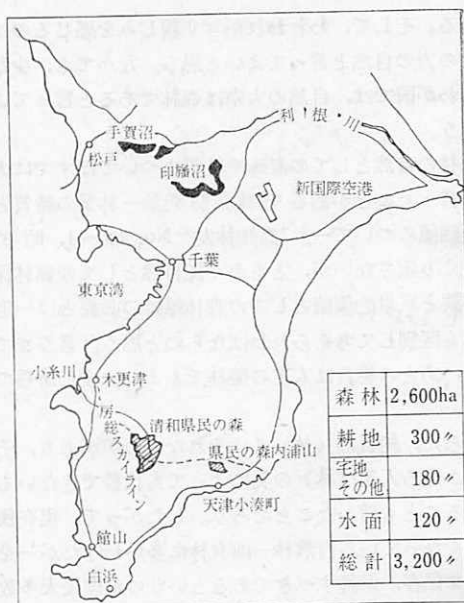 利・根・川
手賀沼
松戸
印旛沼
新国際空港
千葉
東京湾
小糸川
木更津
房総スカイライン
清和県民の森
県民の森内浦山
天津小湊町
館山
白浜
森林 2,600ha
耕地 300〃
宅地その他 180〃
水面 120〃
総計 3,200〃